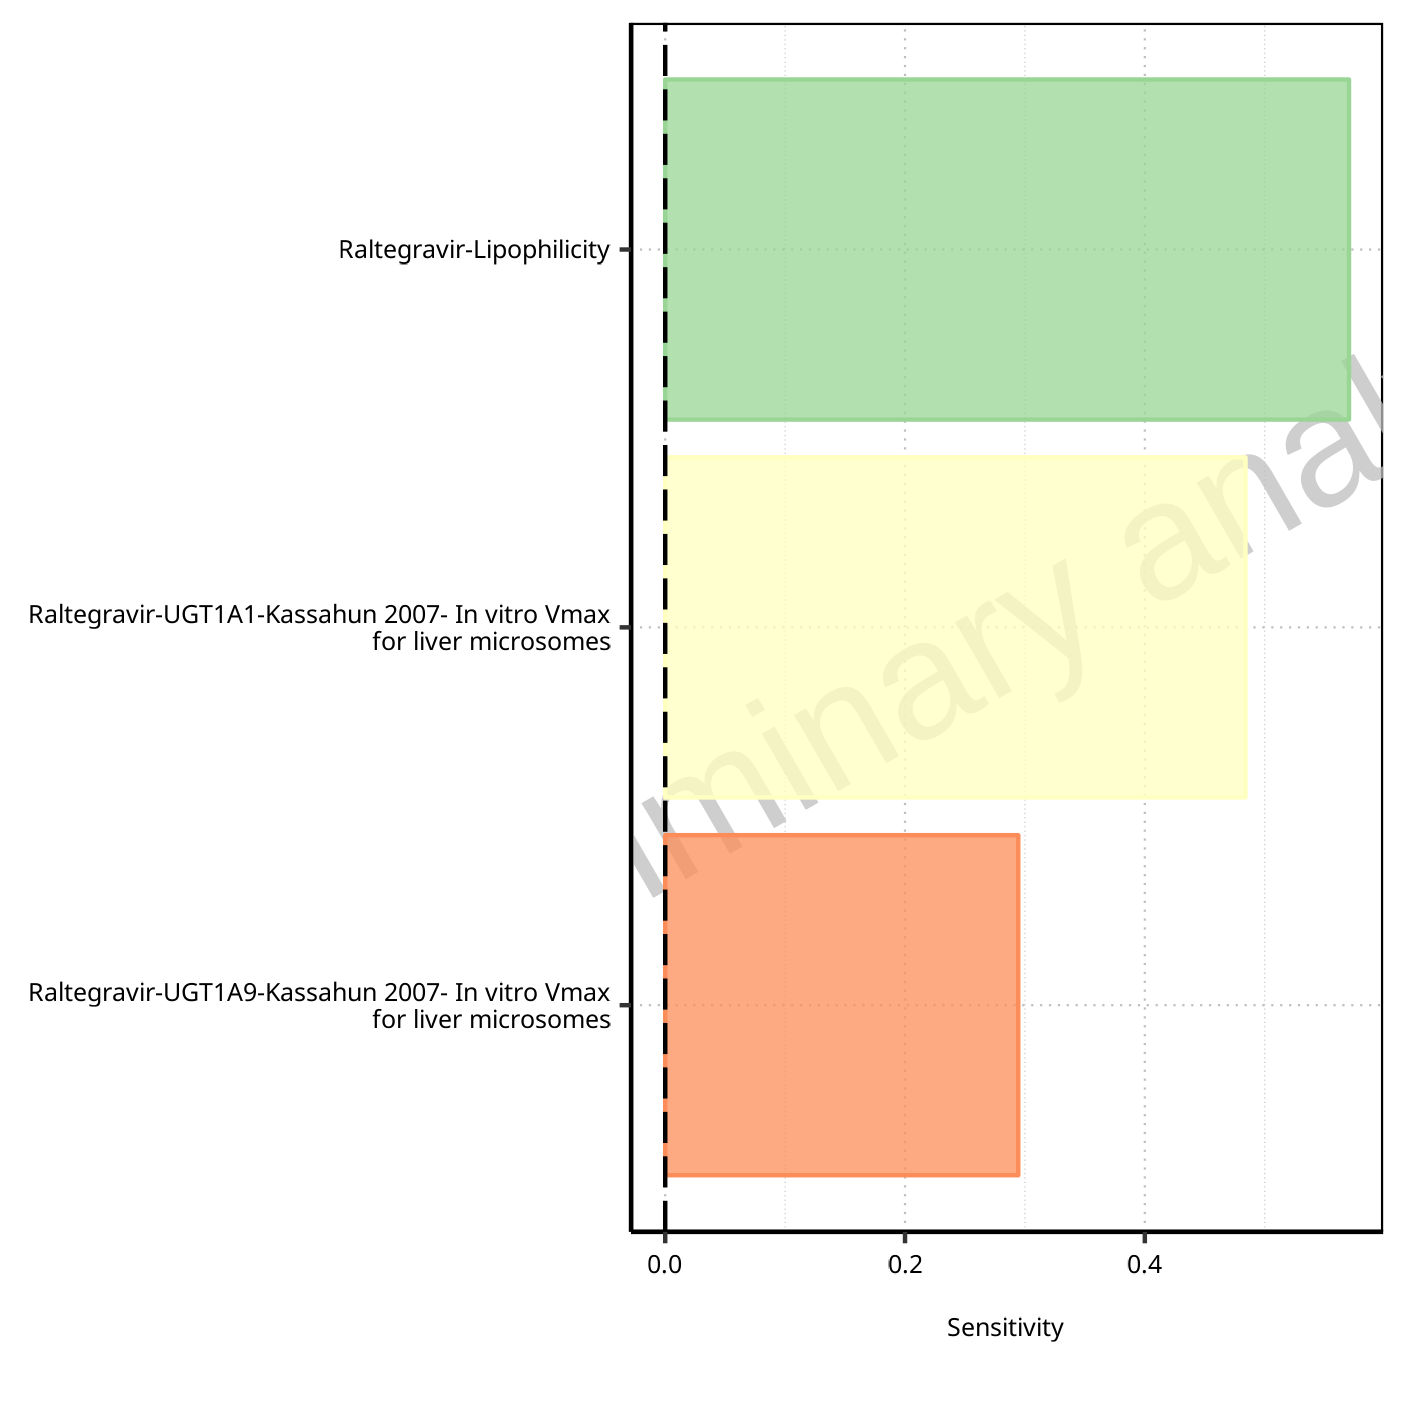 Raltegravir-Lipophilicity
Raltegravir-UGT1A1-Kassahun 2007- In vitro Vmax
for liver microsomes
Raltegravir-UGT1A9-Kassahun 2007- In vitro Vmax
for liver microsomes
iminary anal
0.0
0.2
0.4
Sensitivity